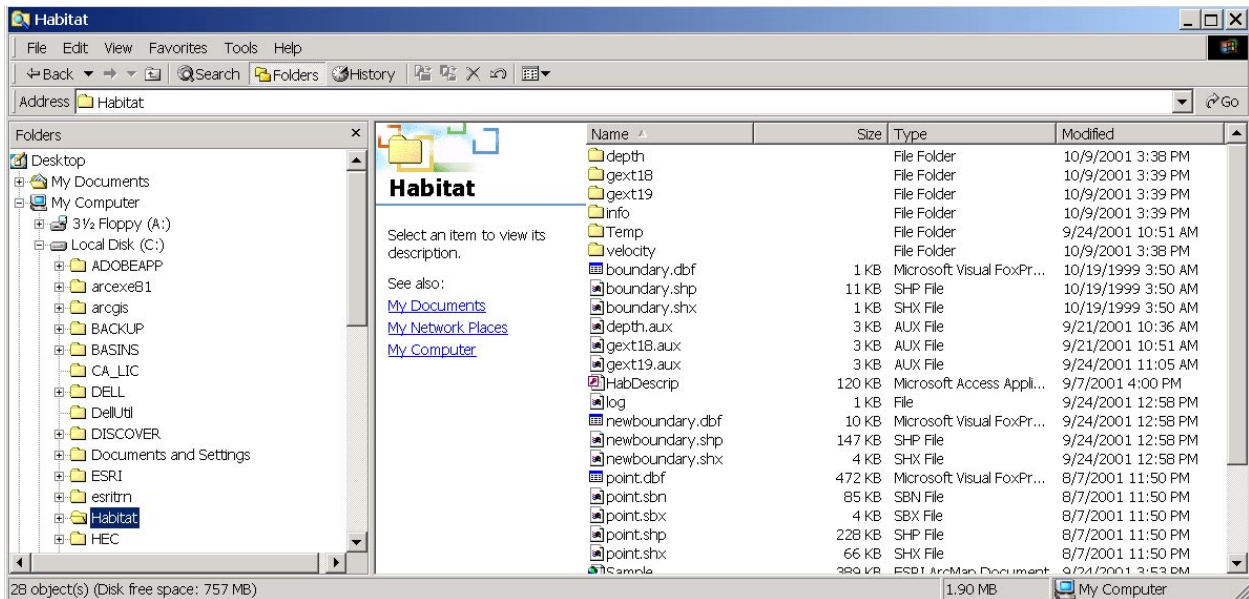 Habitat
File Edit View Favorites Tools Help
Back Search Folders History
Address Habitat Go
Folders
Desktop
My Documents
My Computer
3½ Floppy (A:)
Local Disk (C:)
ADOBEAPP
arcexe81
arcgis
BACKUP
BASINS
CA_LIC
DELL
DellUtil
DISCOVER
Documents and Settings
ESRI
esritrn
Habitat
HEC
Habitat
Select an item to view its
description.
See also:
My Documents
My Network Places
My Computer
Name Size Type Modified
depth File Folder 10/9/2001 3:38 PM
gext18 File Folder 10/9/2001 3:39 PM
gext19 File Folder 10/9/2001 3:39 PM
info File Folder 10/9/2001 3:39 PM
Temp File Folder 9/24/2001 10:51 AM
velocity File Folder 10/9/2001 3:38 PM
boundary.dbf 1 KB Microsoft Visual FoxPr... 10/19/1999 3:50 AM
boundary.shp 11 KB SHP File 10/19/1999 3:50 AM
boundary.shx 1 KB SHX File 10/19/1999 3:50 AM
depth.aux 3 KB AUX File 9/21/2001 10:36 AM
gext18.aux 3 KB AUX File 9/21/2001 10:51 AM
gext19.aux 3 KB AUX File 9/24/2001 11:05 AM
HabDescrip 120 KB Microsoft Access Appli... 9/7/2001 4:00 PM
log 1 KB File 9/24/2001 12:58 PM
newboundary.dbf 10 KB Microsoft Visual FoxPr... 9/24/2001 12:58 PM
newboundary.shp 147 KB SHP File 9/24/2001 12:58 PM
newboundary.shx 4 KB SHX File 9/24/2001 12:58 PM
point.dbf 472 KB Microsoft Visual FoxPr... 8/7/2001 11:50 PM
point.sbn 85 KB SBN File 8/7/2001 11:50 PM
point.sbx 4 KB SBX File 8/7/2001 11:50 PM
point.shp 228 KB SHP File 8/7/2001 11:50 PM
point.shx 66 KB SHX File 8/7/2001 11:50 PM
Sample 389 KB ESRI ArcMap Document 9/24/2001 3:53 PM
28 object(s) (Disk free space: 757 MB) 1.90 MB My Computer